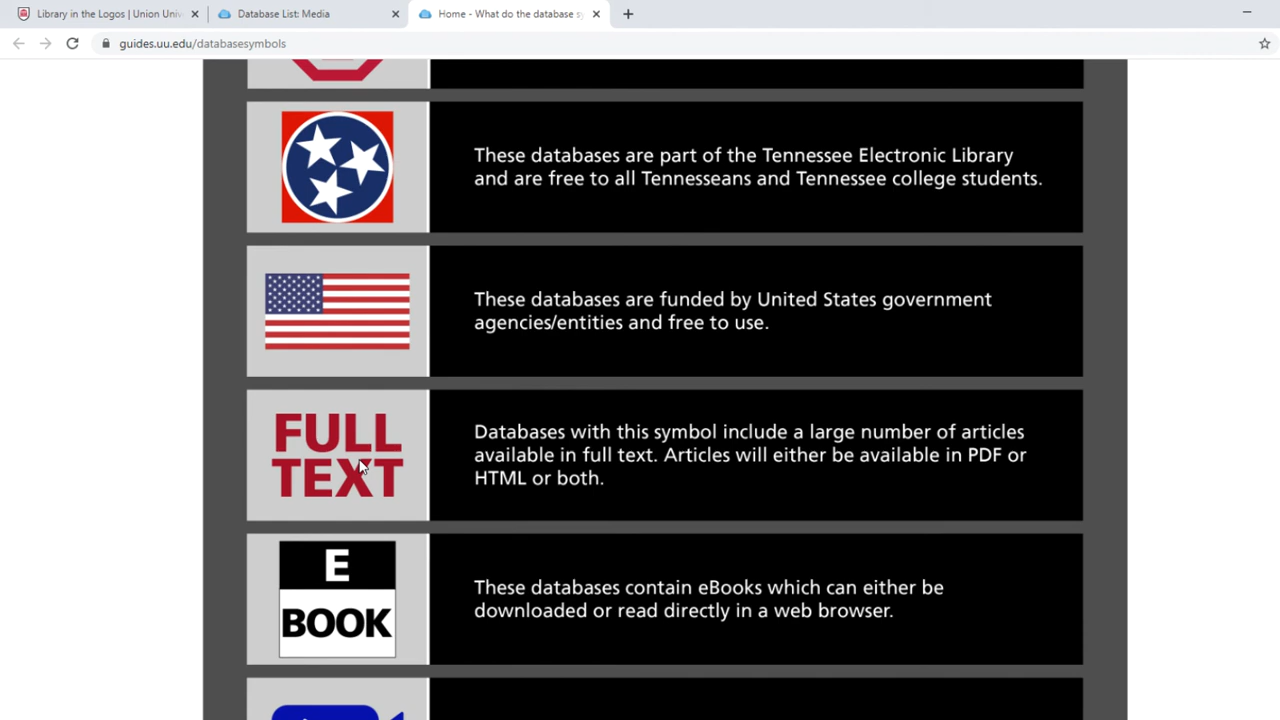 Library in the Logos | Union Univ
Database List: Media
Home - What do the database sy
guides.uu.edu/databasesymbols
These databases are part of the Tennessee Electronic Library
and are free to all Tennesseans and Tennessee college students.
These databases are funded by United States government
agencies/entities and free to use.
FULL
TEXT
Databases with this symbol include a large number of articles
available in full text. Articles will either be available in PDF or
HTML or both.
E
BOOK
These databases contain eBooks which can either be
downloaded or read directly in a web browser.